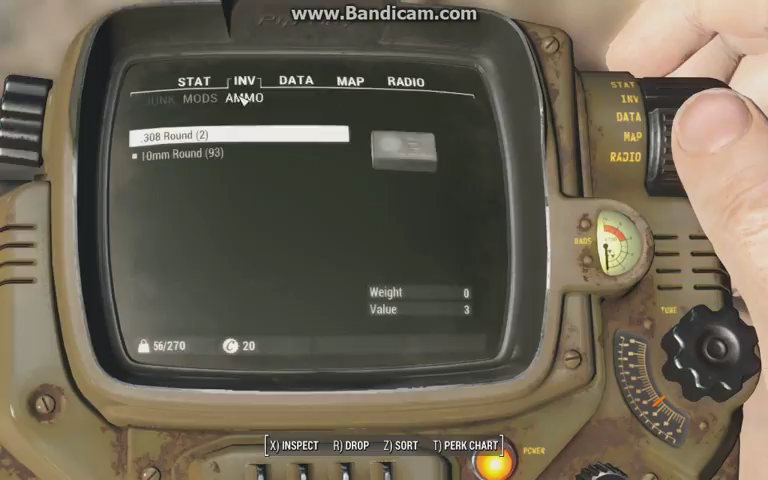 www.Bandicam.com
STAT INV DATA MAP RADIO
JUNK MODS AMMO
.308 Round (2)
10mm Round (93)
Weight 0
Value 3
56/270 20
STAT
INV
DATA
MAP
RADIO
RADS
TUNE
POWER
X) INSPECT R) DROP Z) SORT T) PERK CHART